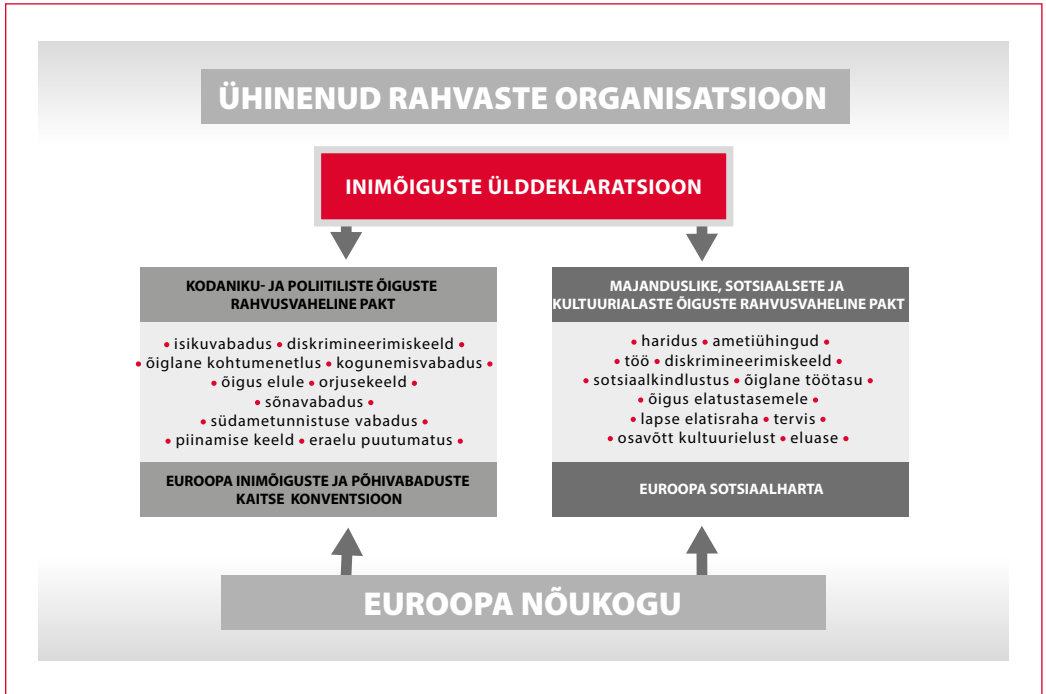 ÜHINENUD RAHVASTE ORGANISATSIOON
INIMÕIGUSTE ÜLDDEKLARATSIOON
KODANIKU- JA POLIITILISTE ÕIGUSTE
RAHVUSVAHELINE PAKT
• isikuvabadus • diskrimineerimiskeeld •
• õiglane kohtumenetlus • kogunemisvabadus •
• õigus elule • orjusekeeld •
• sõnavabadus •
• südametunnistuse vabadus •
• piinamise keeld • eraelu puutumatus •
EUROOPA INIMÕIGUSTE JA PÕHIVABADUSTE
KAITSE KONVENTSIOON
MAJANDUSLIKE, SOTSIAALSETE JA
KULTUURIALASTE ÕIGUSTE RAHVUSVAHELINE PAKT
• haridus • ametiühingud •
• töö • diskrimineerimiskeeld •
• sotsiaalkindlustus • õiglane töötasu •
• õigus elatustasemele •
• lapse elatisraha • tervis •
• osavõtt kultuurielust • eluase •
EUROOPA SOTSIAALHARTA
EUROOPA NÕUKOGU